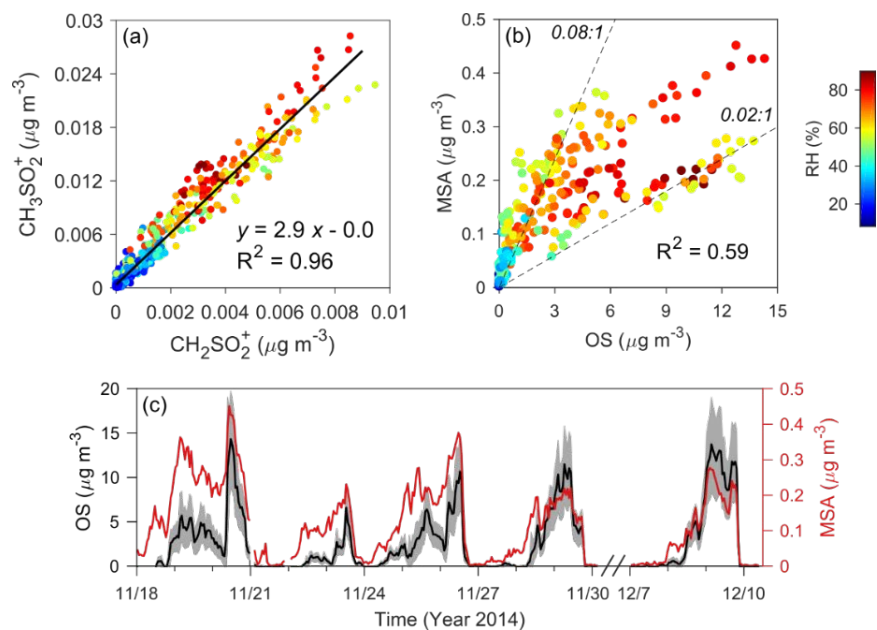 (a)
0.03
0.024
0.018
0.012
0.006
0
CH₃SO₂⁺ (μg m⁻³)
y = 2.9 x - 0.0
R² = 0.96
0 0.002 0.004 0.006 0.008 0.01
CH₂SO₂⁺ (μg m⁻³)
(b)
0.08:1
0.02:1
0.5
0.4
0.3
0.2
0.1
0
MSA (μg m⁻³)
R² = 0.59
0 3 6 9 12 15
OS (μg m⁻³)
80
60
40
20
RH (%)
(c)
20
15
10
5
0
OS (μg m⁻³)
0.5
0.4
0.3
0.2
0.1
0
MSA (μg m⁻³)
11/18 11/21 11/24 11/27 11/30 12/7 12/10
Time (Year 2014)